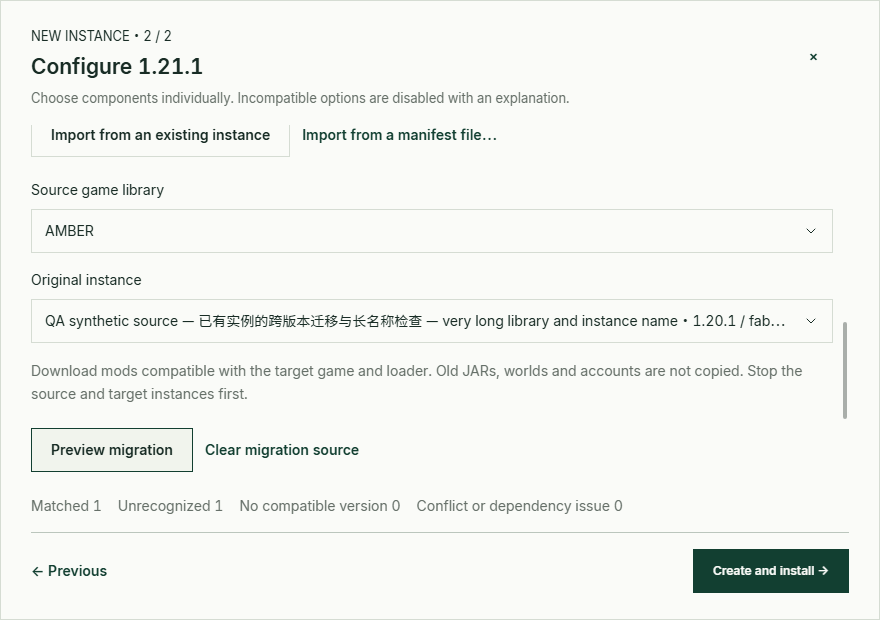 NEW INSTANCE • 2 / 2
Configure 1.21.1
×
Choose components individually. Incompatible options are disabled with an explanation.
Import from an existing instance
Import from a manifest file…
Source game library
AMBER
Original instance
QA synthetic source — 已有实例的跨版本迁移与长名称检查 — very long library and instance name • 1.20.1 / fab…
Download mods compatible with the target game and loader. Old JARs, worlds and accounts are not copied. Stop the
source and target instances first.
Preview migration
Clear migration source
Matched 1 Unrecognized 1 No compatible version 0 Conflict or dependency issue 0
← Previous
Create and install →